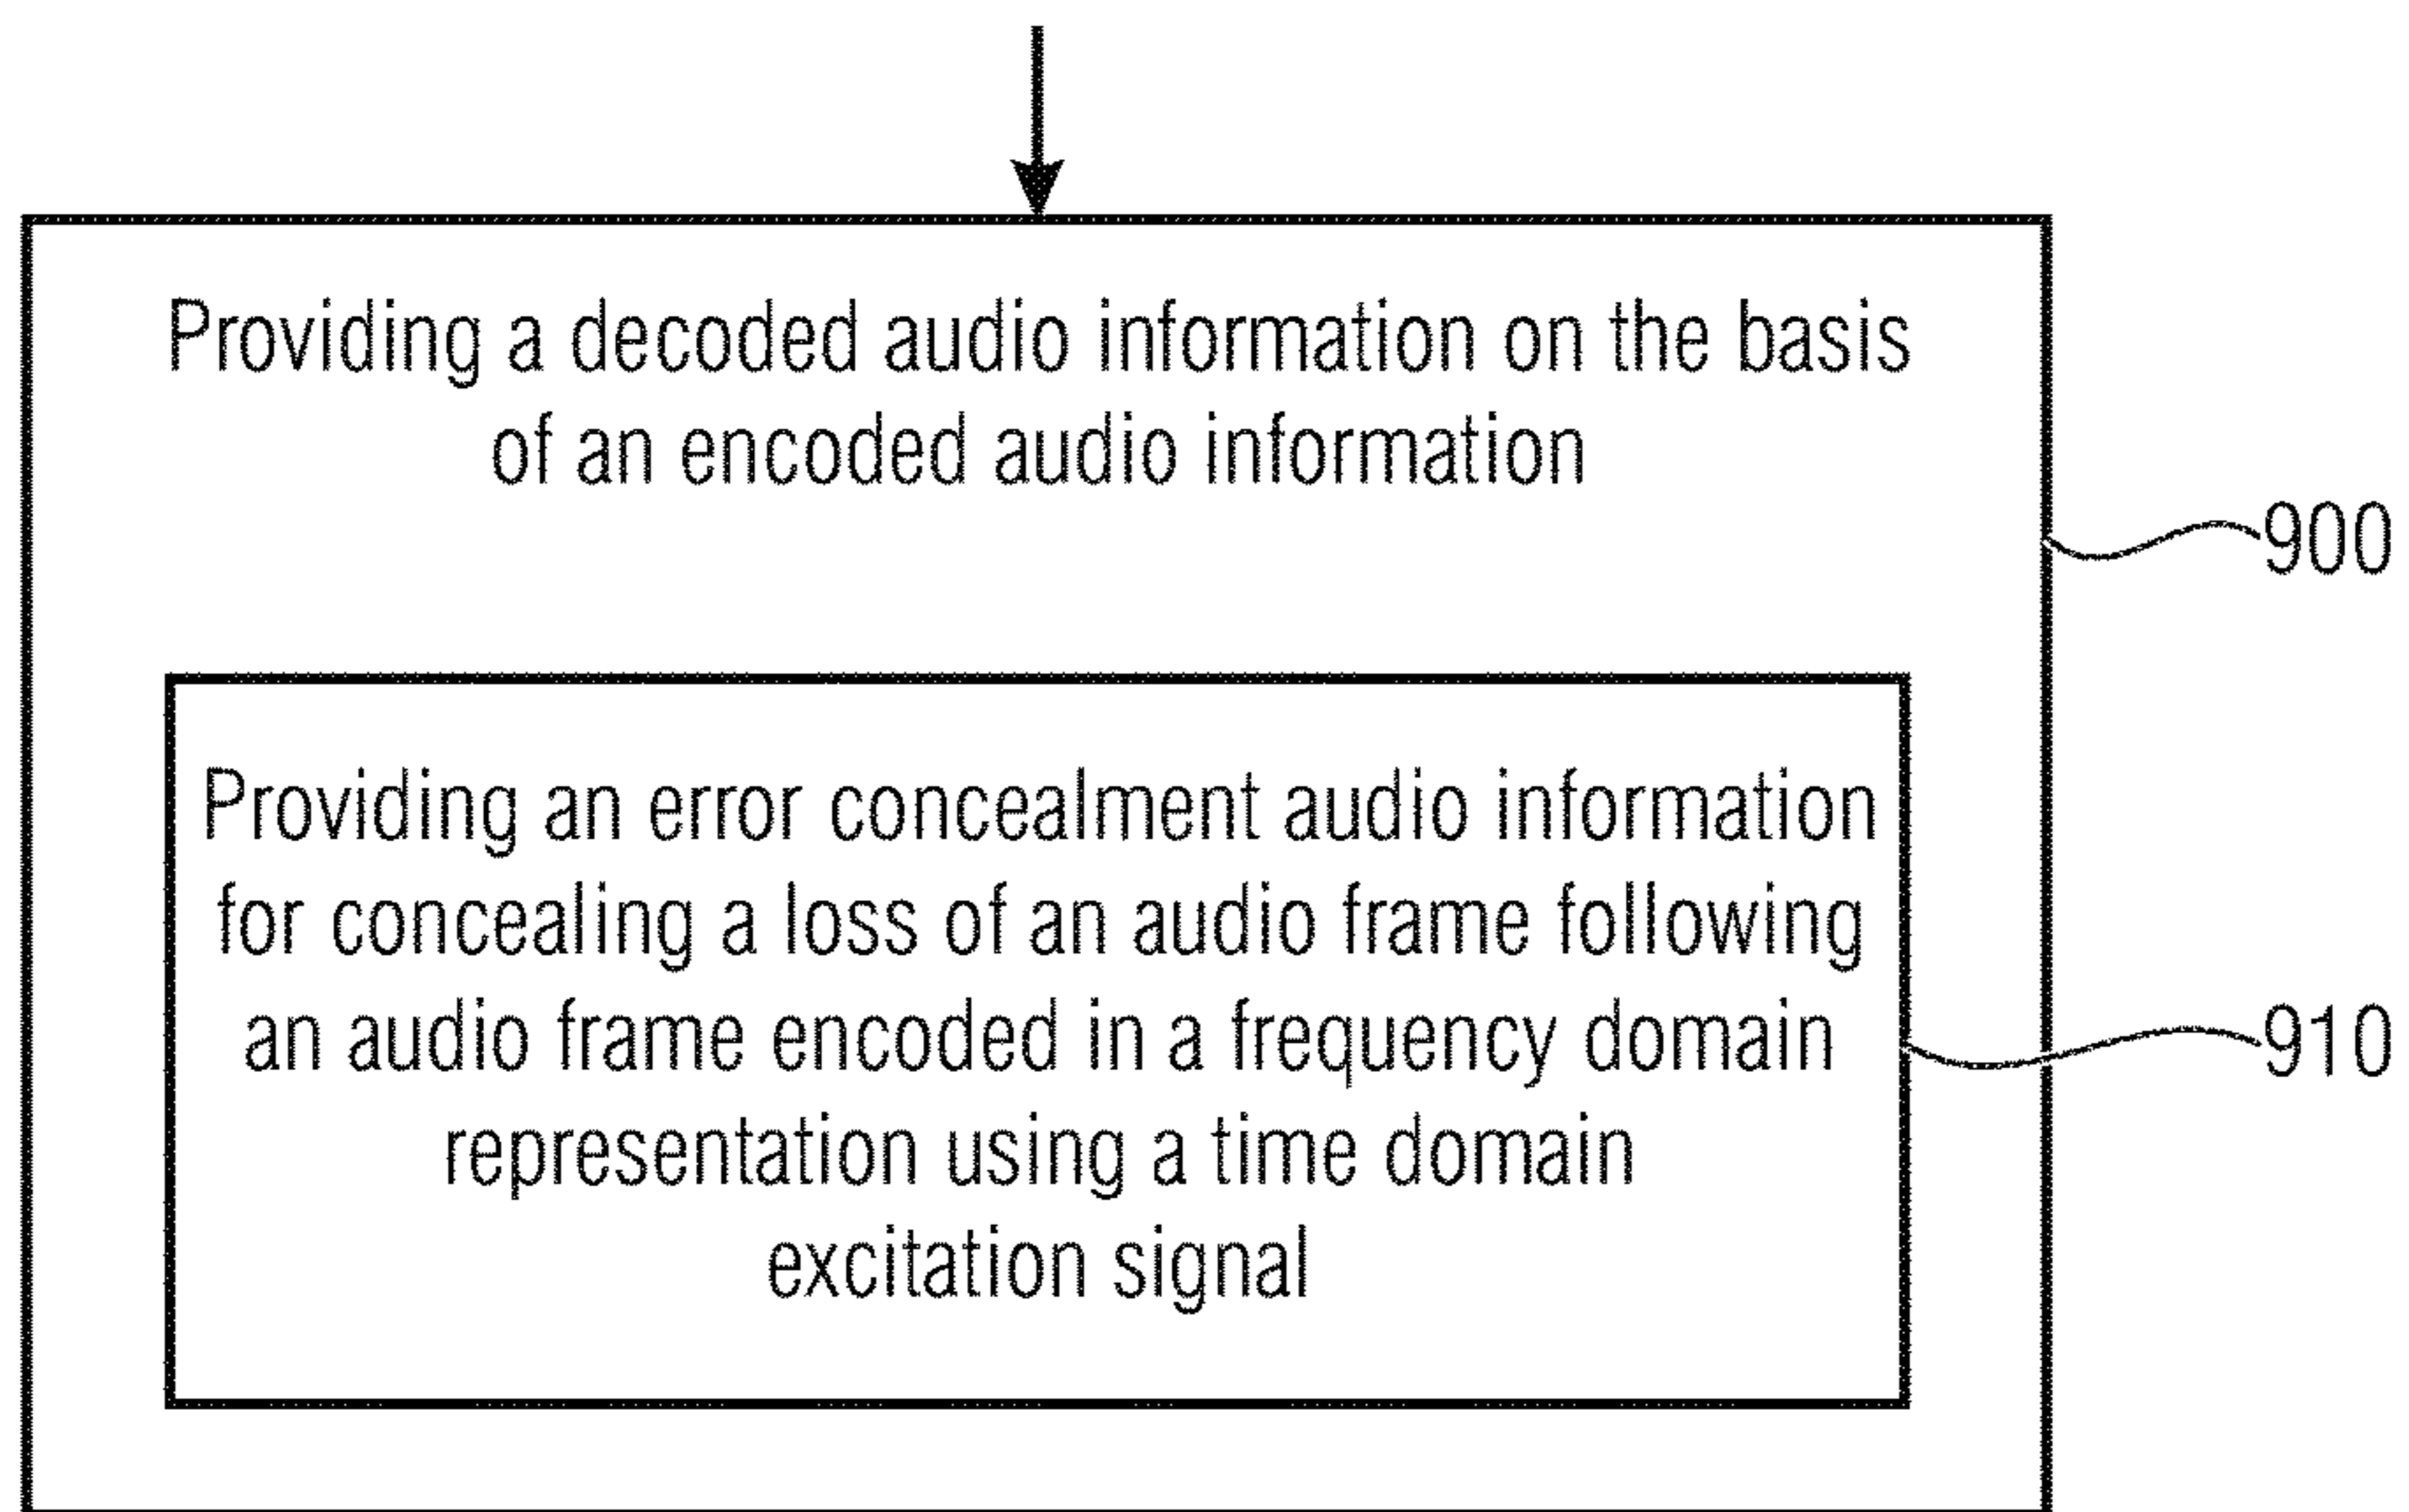 Providing a decoded audio information on the basis
of an encoded audio information
900
Providing an error concealment audio information
for concealing a loss of an audio frame following
an audio frame encoded in a frequency domain
910
representation using a time domain
excitation signal